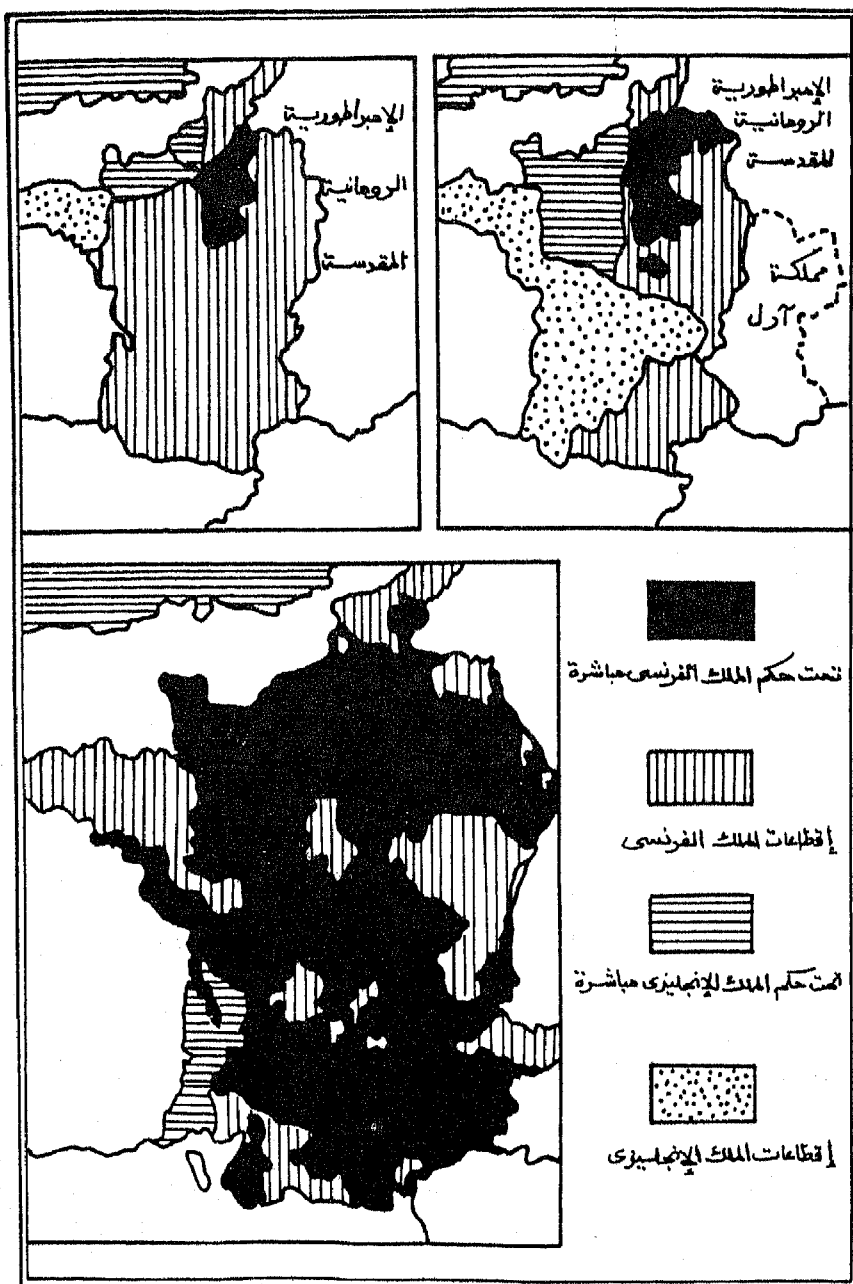 الإمبراطورية
الرومانية
المقدسة
مملكة
آرل
الإمبراطورية
الرومانية
المقدسة
تحت حكم الملك الفرنسى مباشرة
إقطاعات الملك الفرنسى
تحت حكم الملك الإنجليزى مباشرة
إقطاعات الملك الإنجليزى